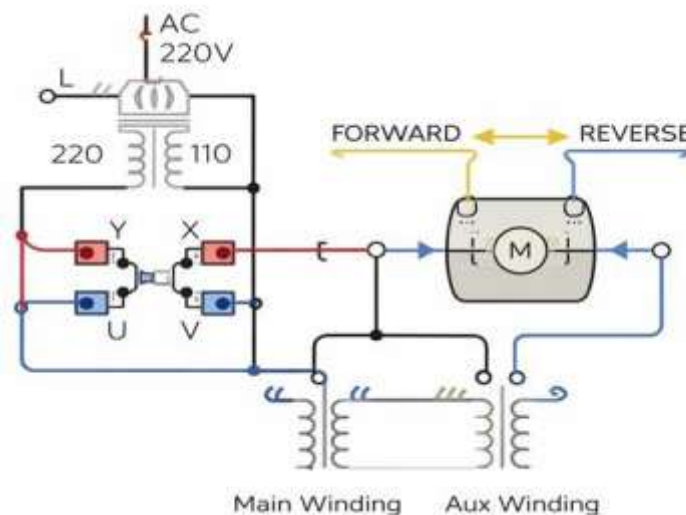 AC
220V
L
220 110
FORWARD REVERSE
Y X
M
U V
Main Winding Aux Winding